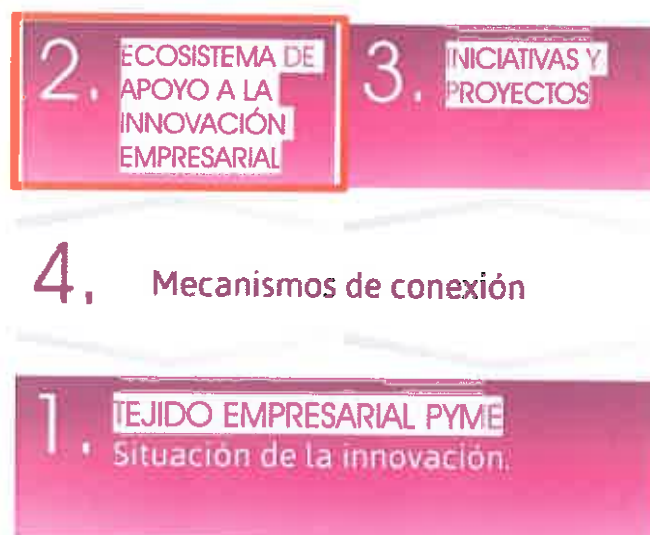 2. ECOSISTEMA DE
APOYO A LA
INNOVACIÓN
EMPRESARIAL
3. INICIATIVAS Y
PROYECTOS
4. Mecanismos de conexión
1. TEJIDO EMPRESARIAL PYME
Situación de la innovación.